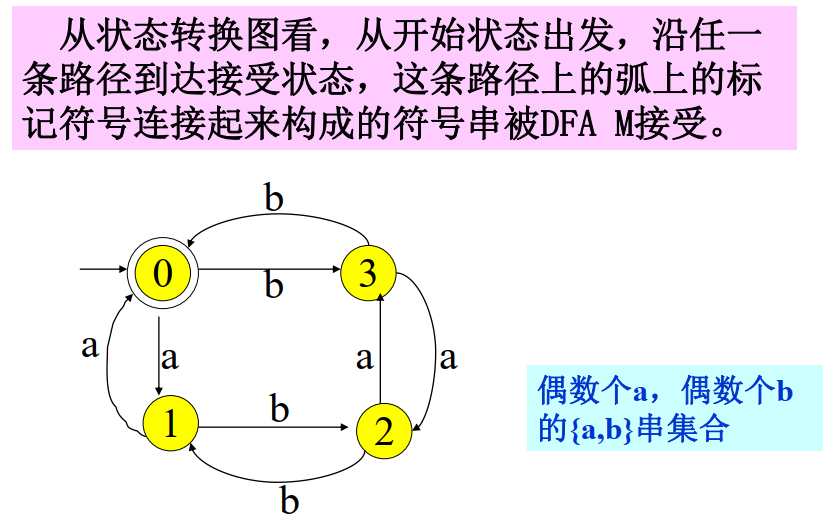 从状态转换图看，从开始状态出发，沿任一
条路径到达接受状态，这条路径上的弧上的标
记符号连接起来构成的符号串被DFA M接受。
b
0
3
b
a
a
a
a
b
1
2
b
偶数个a，偶数个b
的{a,b}串集合